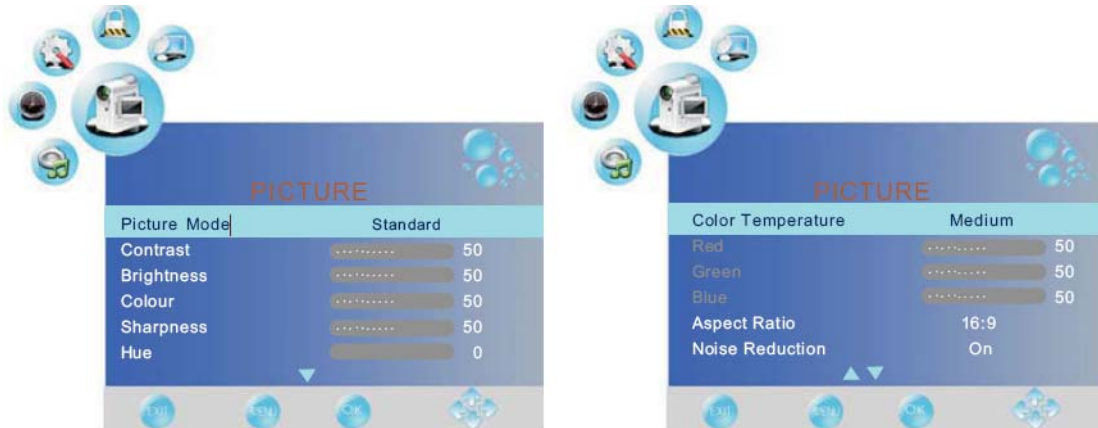 PICTURE
Picture Mode Standard
Contrast 50
Brightness 50
Colour 50
Sharpness 50
Hue 0
EXIT MENU OK
PICTURE
Color Temperature Medium
Red 50
Green 50
Blue 50
Aspect Ratio 16:9
Noise Reduction On
EXIT MENU OK